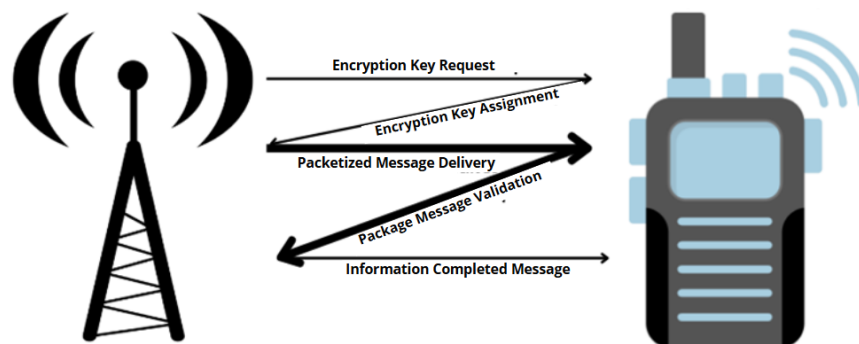 Encryption Key Request
Encryption Key Assignment
Packetized Message Delivery
Package Message Validation
Information Completed Message